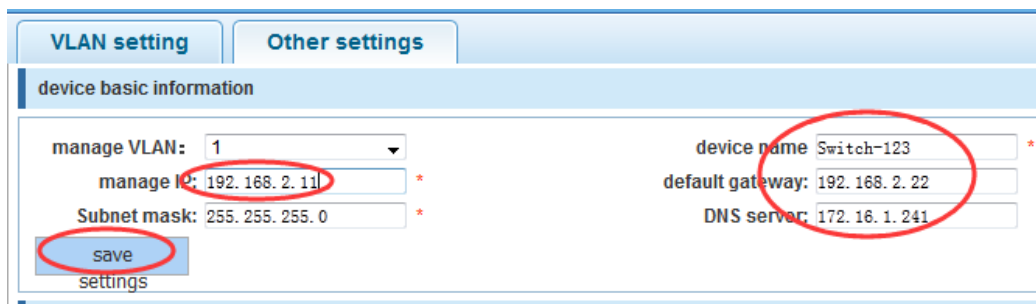 VLAN setting Other settings
device basic information
manage VLAN: 1 device name Switch-123 *
manage IP: 192.168.2.11 * default gateway: 192.168.2.22
Subnet mask: 255.255.255.0 * DNS server: 172.16.1.241
save
settings